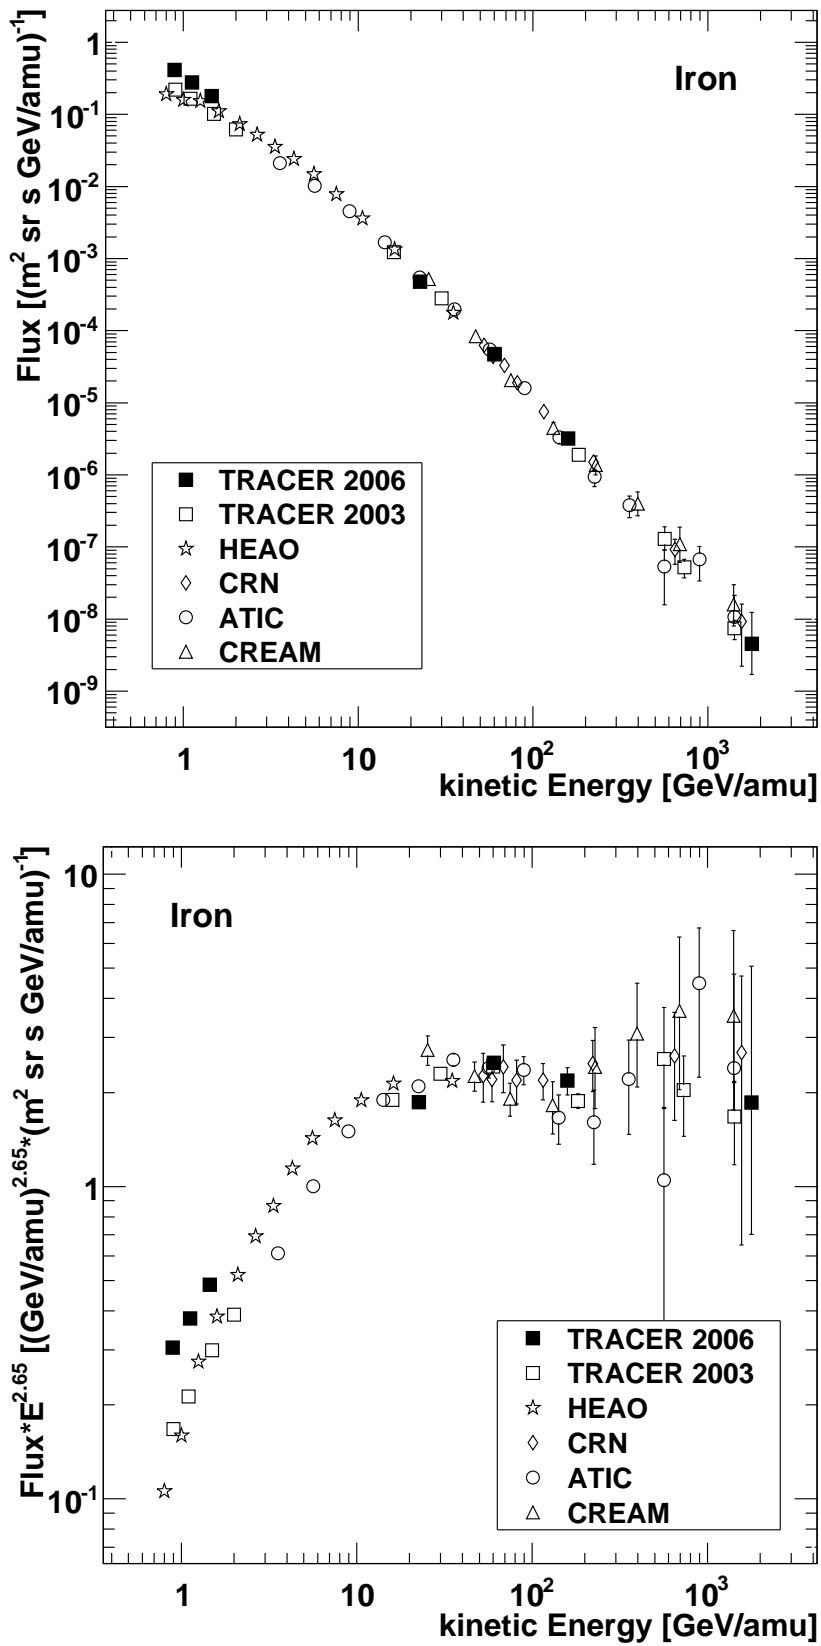 Iron
Flux [(m² sr s GeV/amu)⁻¹]
1
10⁻¹
10⁻²
10⁻³
10⁻⁴
10⁻⁵
10⁻⁶
10⁻⁷
10⁻⁸
10⁻⁹
TRACER 2006
TRACER 2003
HEAO
CRN
ATIC
CREAM
1 10 10² 10³
kinetic Energy [GeV/amu]
Iron
Flux*E²·⁶⁵ [(GeV/amu)²·⁶⁵*(m² sr s GeV/amu)⁻¹]
10
1
10⁻¹
TRACER 2006
TRACER 2003
HEAO
CRN
ATIC
CREAM
1 10 10² 10³
kinetic Energy [GeV/amu]